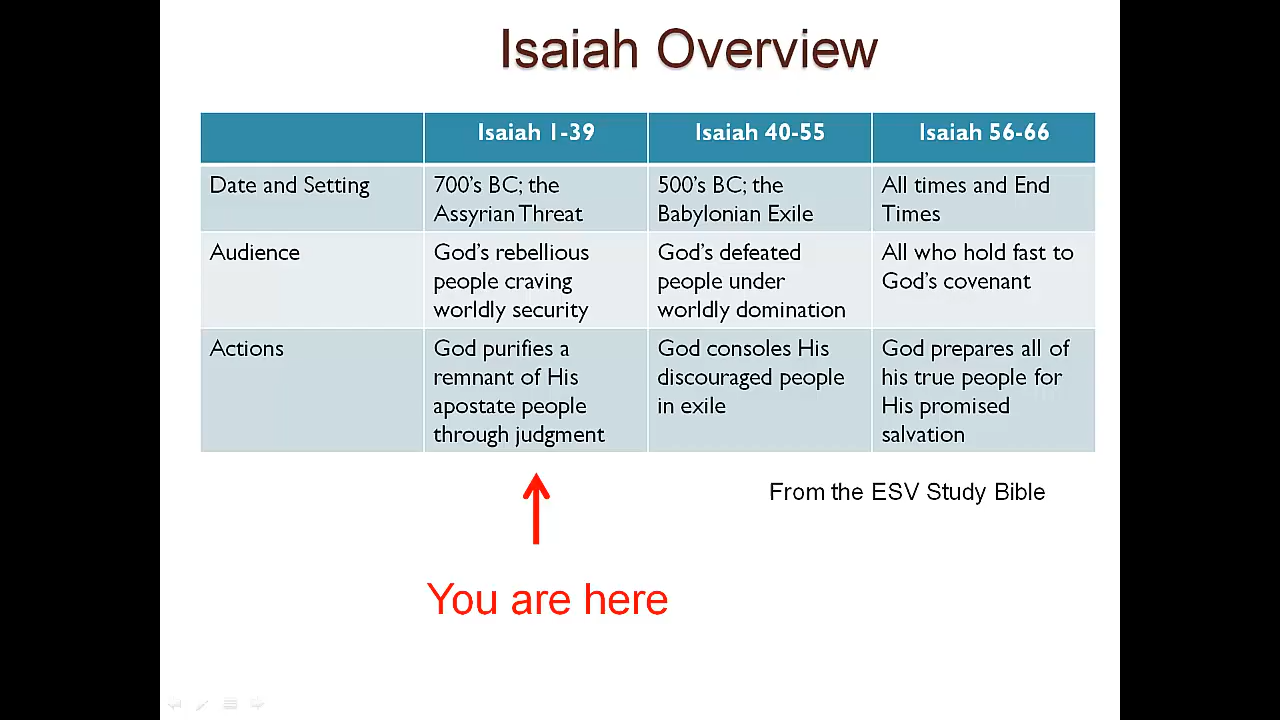 Isaiah Overview
Isaiah 1-39
Isaiah 40-55
Isaiah 56-66
Date and Setting
700's BC; the
Assyrian Threat
500's BC; the
Babylonian Exile
All times and End
Times
Audience
God's rebellious
people craving
worldly security
God's defeated
people under
worldly domination
All who hold fast to
God's covenant
Actions
God purifies a
remnant of His
apostate people
through judgment
God consoles His
discouraged people
in exile
God prepares all of
his true people for
His promised
salvation
From the ESV Study Bible
You are here